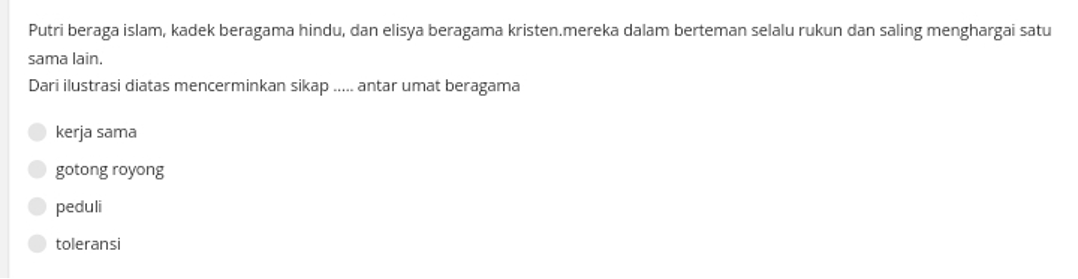 Putri beraga islam, kadek beragama hindu, dan elisya beragama kristen.mereka dalam berteman selalu rukun dan saling menghargai satu
sama lain.
Dari ilustrasi diatas mencerminkan sikap ..... antar umat beragama
kerja sama
gotong royong
peduli
toleransi